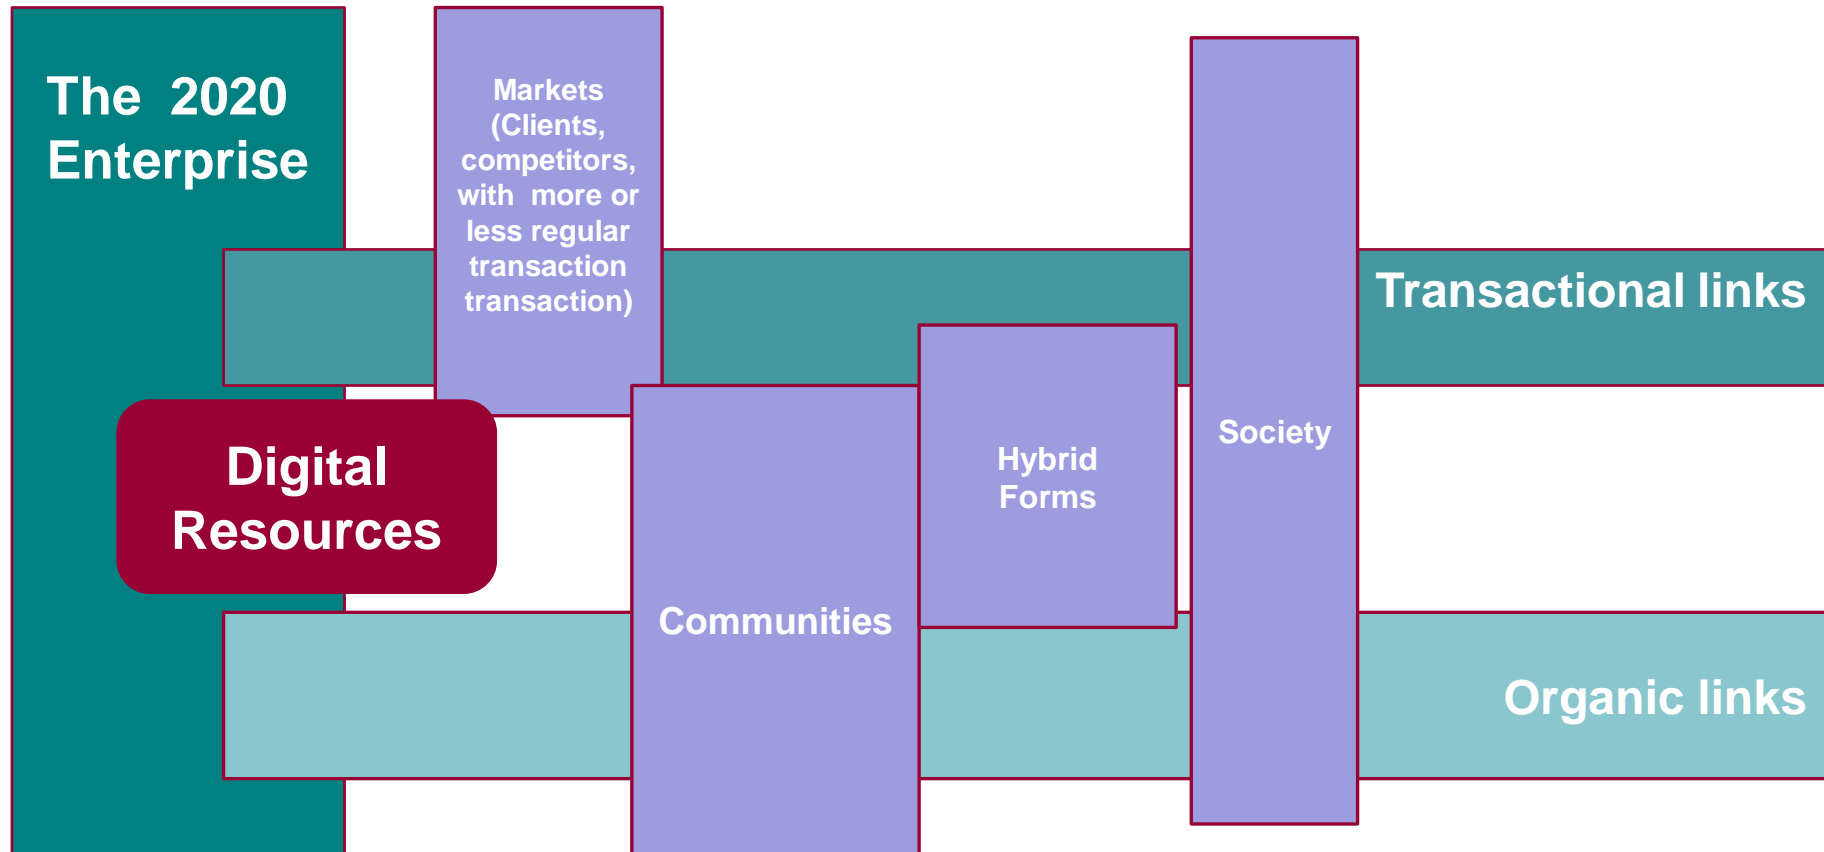 The 2020
Enterprise
Markets
(Clients,
competitors,
with more or
less regular
transaction
transaction)
Transactional links
Society
Digital
Resources
Hybrid
Forms
Communities
Organic links